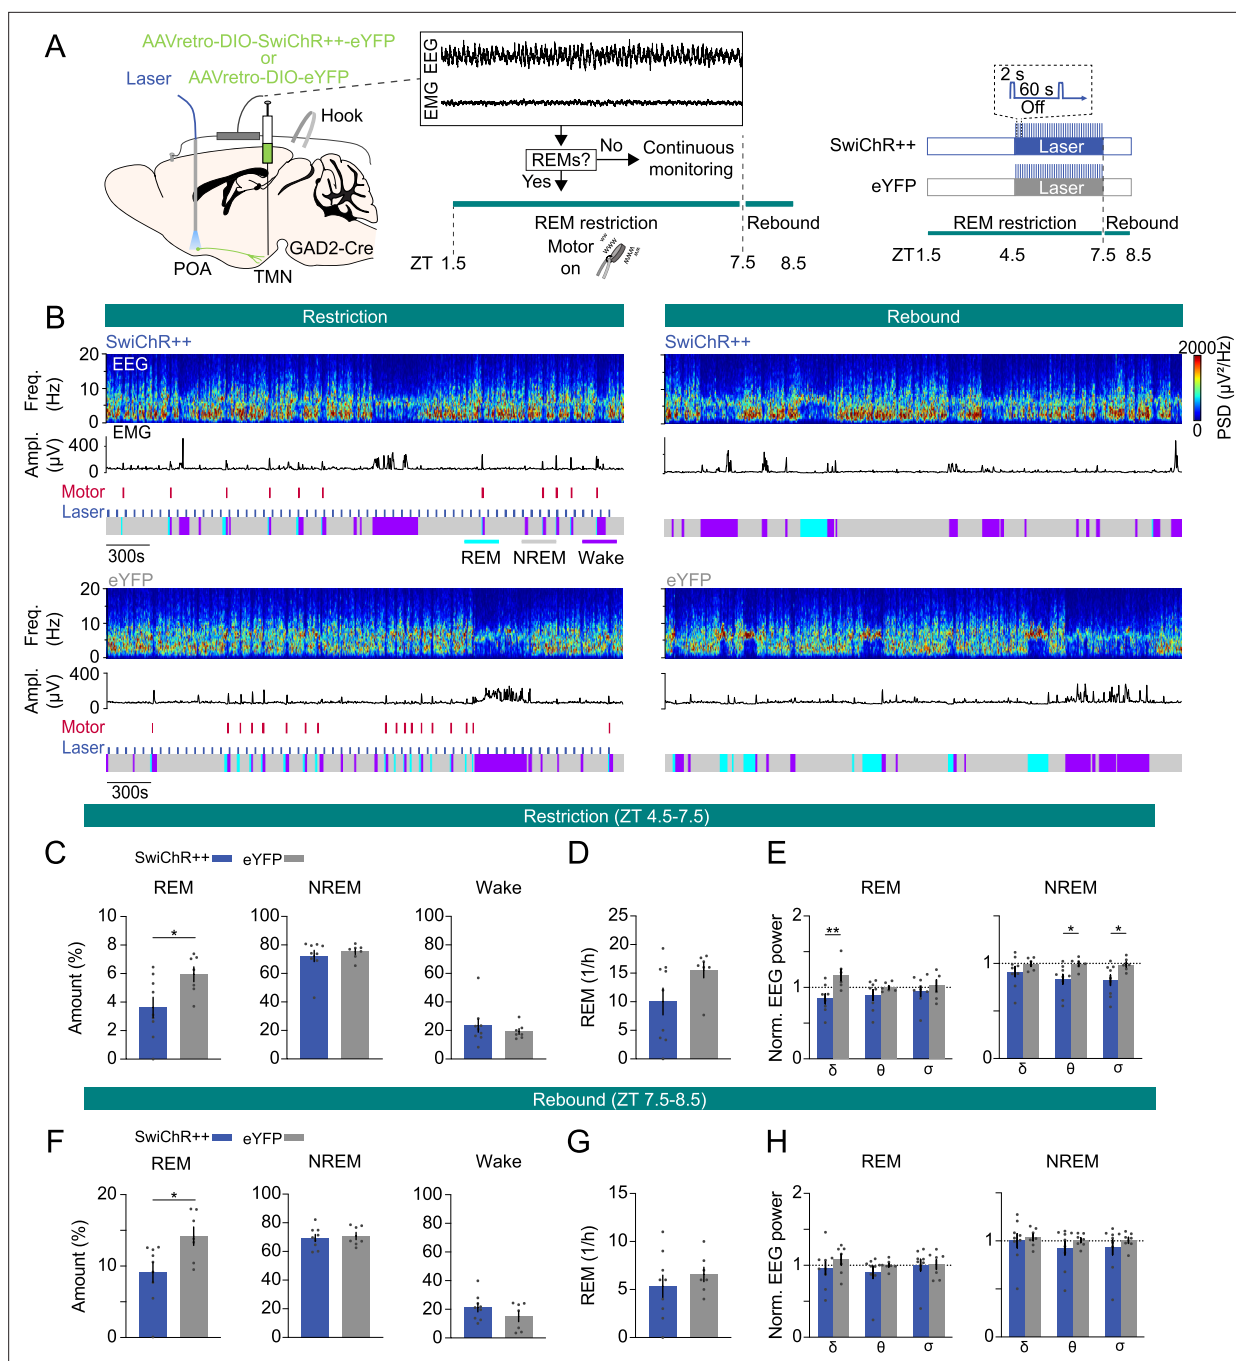 A
AAVretro-DIO-SwiChR++-eYFP
or
AAVretro-DIO-eYFP
Laser
Hook
GAD2-Cre
POA
TMN
EEG
EMG
REMs?
No
Continuous
monitoring
Yes
REM restriction
Rebound
Motor
on
ZT 1.5
7.5
8.5
2 s
60 s
Off
SwiChR++
Laser
eYFP
Laser
REM restriction
Rebound
ZT1.5
4.5
7.5
8.5
B
Restriction
Rebound
SwiChR++
SwiChR++
EEG
Freq.
(Hz)
20
10
0
2000
0
PSD (µV²/Hz)
EMG
Ampl.
(µV)
400
0
Motor
Laser
300s
REM
NREM
Wake
eYFP
eYFP
Freq.
(Hz)
20
10
0
Ampl.
(µV)
400
0
Motor
Laser
300s
Restriction (ZT 4.5-7.5)
C
SwiChR++
eYFP
REM
NREM
Wake
Amount (%)
8
6
4
2
0
*
100
80
60
40
20
0
100
80
60
40
20
0
D
REM (1/h)
25
20
15
10
5
0
E
REM
NREM
Norm. EEG power
2
1
0
**
δ
θ
σ
1
0
*
*
δ
θ
σ
Rebound (ZT 7.5-8.5)
F
SwiChR++
eYFP
REM
NREM
Wake
Amount (%)
20
10
0
*
100
80
60
40
20
0
100
80
60
40
20
0
G
REM (1/h)
15
10
5
0
H
REM
NREM
Norm. EEG power
2
1
0
δ
θ
σ
1
0
δ
θ
σ